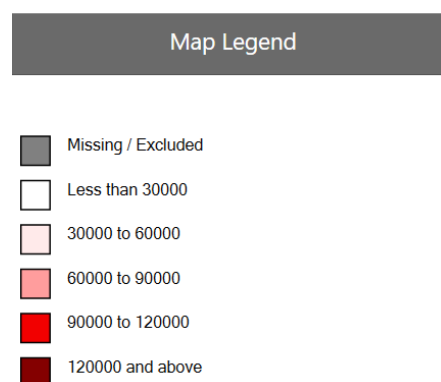 Map Legend
Missing / Excluded
Less than 30000
30000 to 60000
60000 to 90000
90000 to 120000
120000 and above